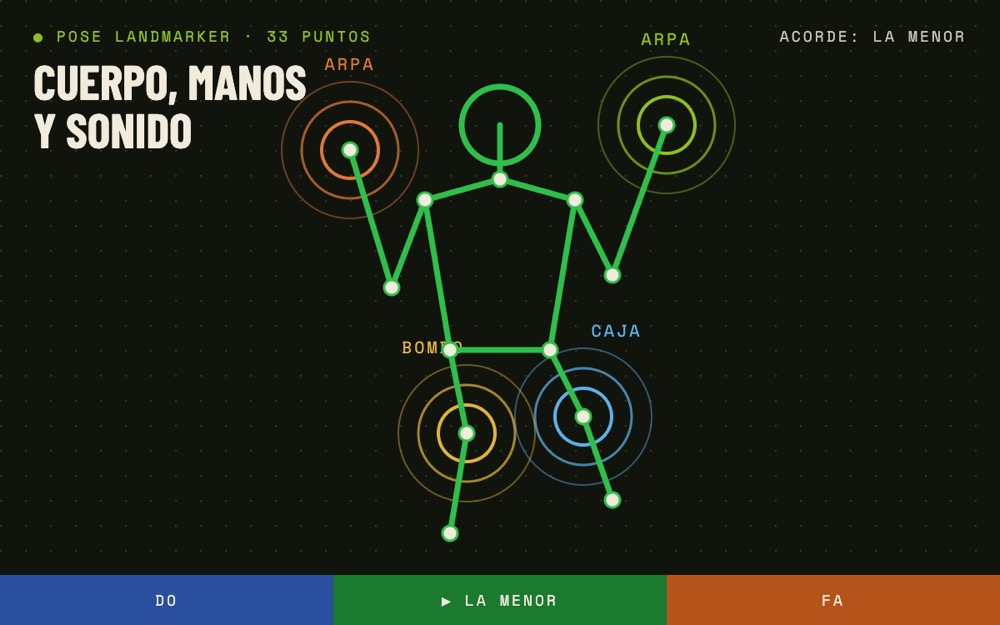 ● POSE LANDMARKER · 33 PUNTOS
ACORDE: LA MENOR
CUERPO, MANOS
Y SONIDO
ARPA
ARPA
BOMBO
CAJA
DO
▶ LA MENOR
FA